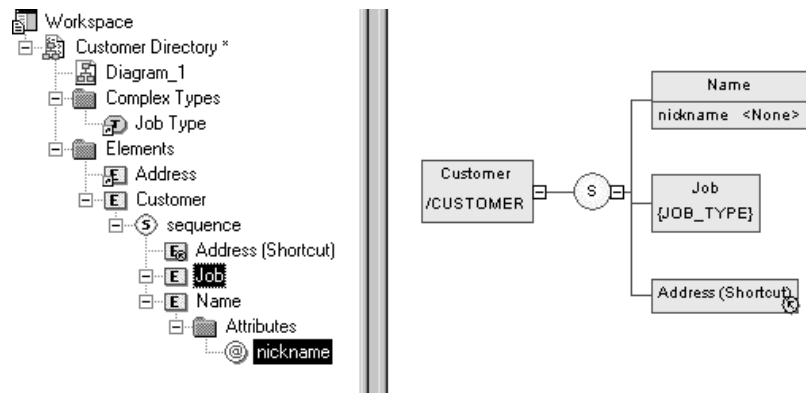 Workspace
Customer Directory *
Diagram_1
Complex Types
Job Type
Elements
Address
Customer
sequence
Address (Shortcut)
Job
Name
Attributes
nickname
Name
nickname <None>
Customer
/CUSTOMER
S
Job
{JOB_TYPE}
Address (Shortcut)